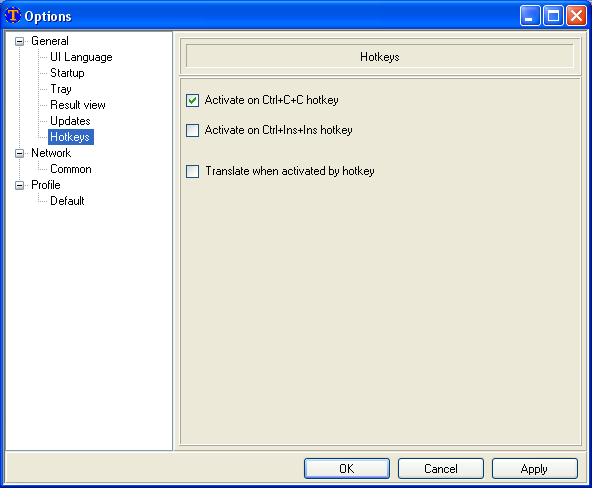 Options
General
UI Language
Startup
Tray
Result view
Updates
Hotkeys
Network
Common
Profile
Default
Hotkeys
Activate on Ctrl+C+C hotkey
Activate on Ctrl+Ins+Ins hotkey
Translate when activated by hotkey
OK
Cancel
Apply